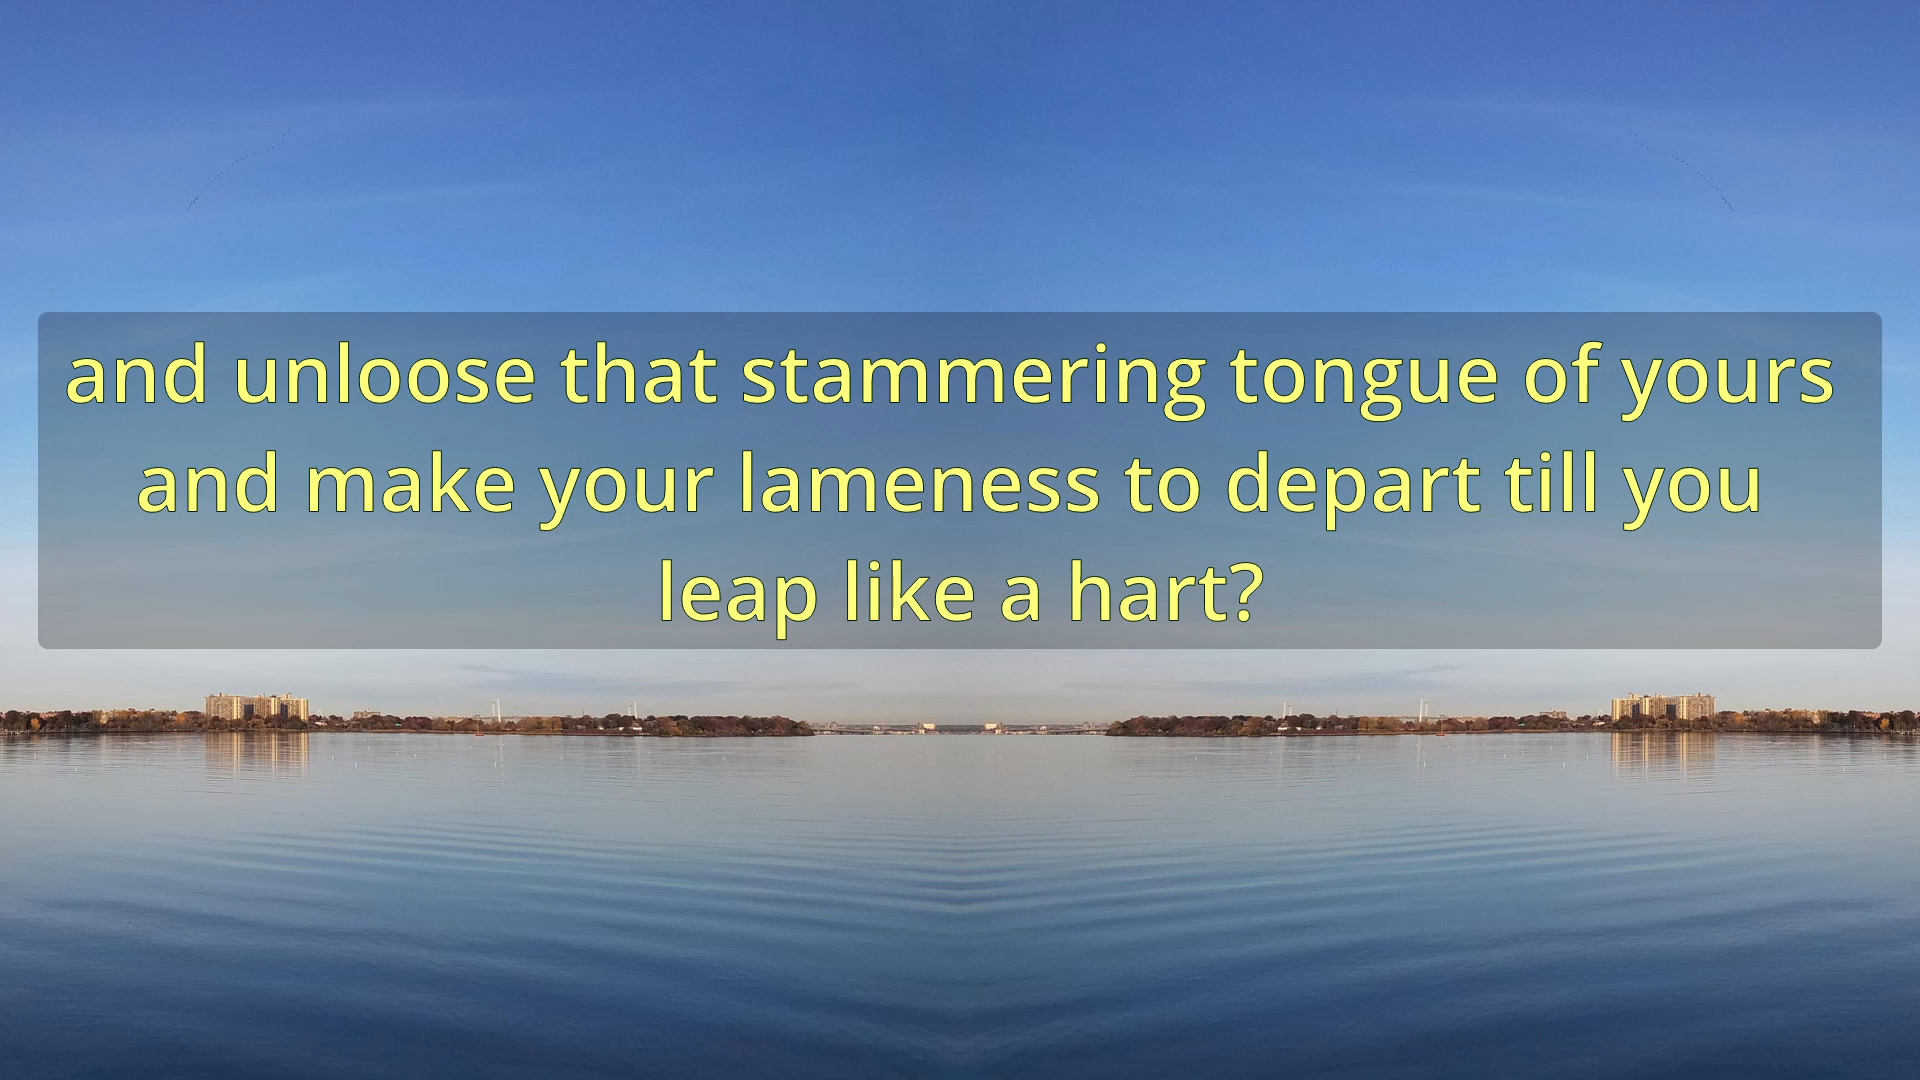 and unloose that stammering tongue of yours
and make your lameness to depart till you
leap like a hart?